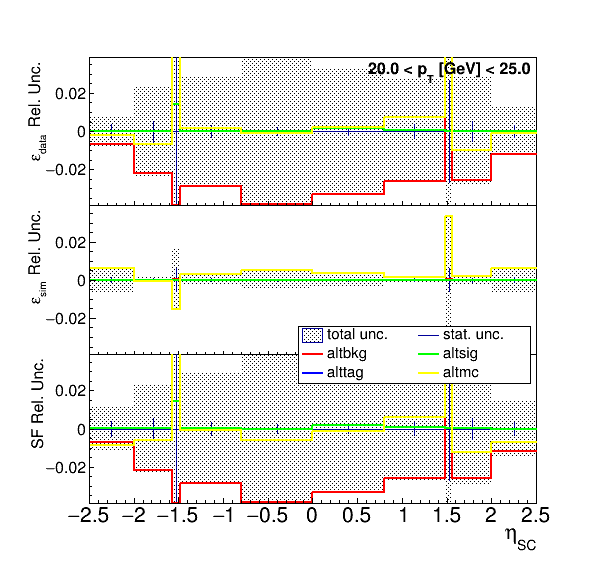 20.0 < p_T [GeV] < 25.0
ε_data Rel. Unc.
0.02
0
−0.02
ε_sim Rel. Unc.
0.02
0
−0.02
total unc. stat. unc.
altbkg altsig
alttag altmc
SF Rel. Unc.
0.02
0
−0.02
−2.5 −2 −1.5 −1 −0.5 0 0.5 1 1.5 2 2.5
η_SC